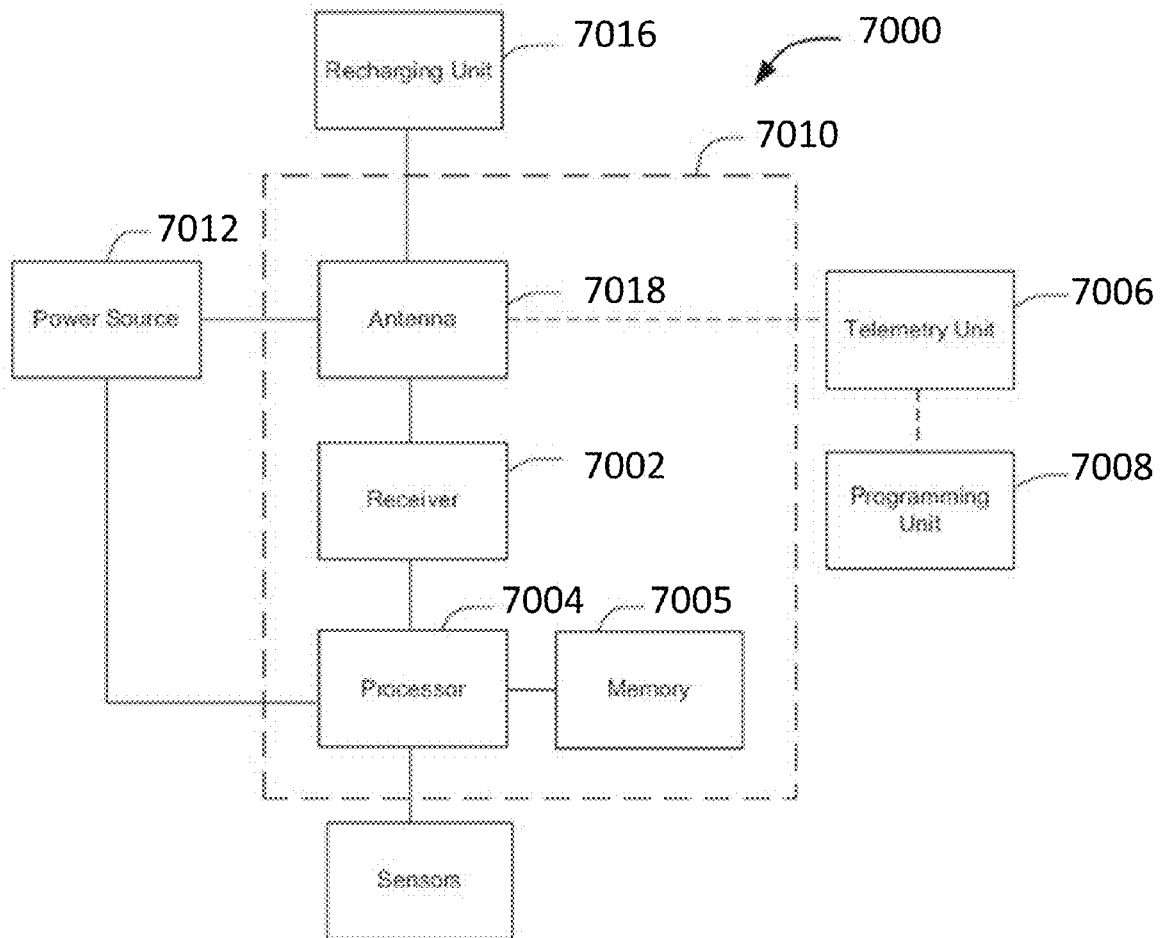 7016
7000
Recharging Unit
7010
7012
7018
7006
Power Source
Antenna
Telemetry Unit
7002
7008
Receiver
Programming
Unit
7004
7005
Processor
Memory
Sensors